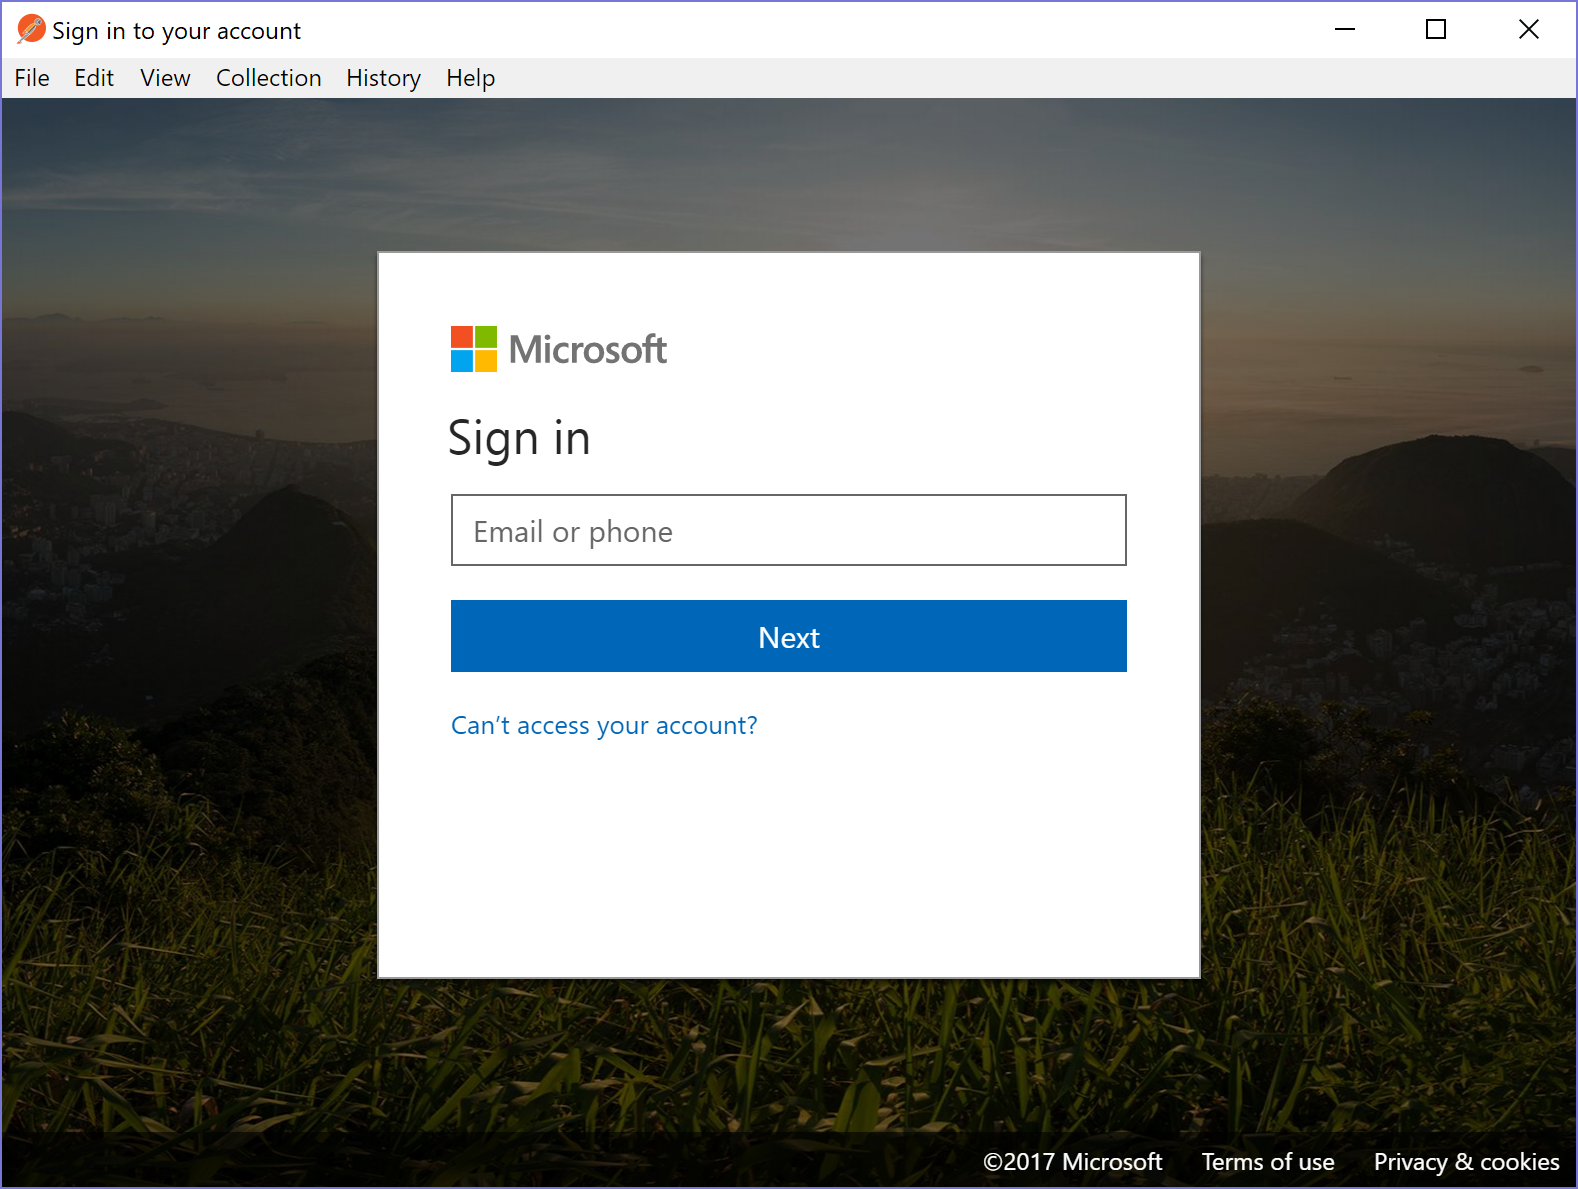 Sign in to your account
File Edit View Collection History Help
Microsoft
Sign in
Email or phone
Next
Can’t access your account?
©2017 Microsoft Terms of use Privacy & cookies